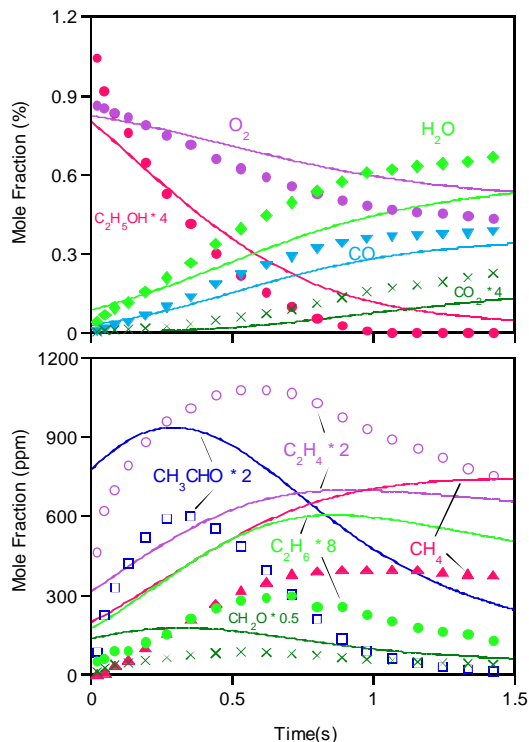 1.2
0.9
0.6
0.3
0
Mole Fraction (%)
O2
H2O
C2H5OH * 4
CO
CO2 * 4
1200
900
600
300
0
Mole Fraction (ppm)
C2H4 * 2
CH3CHO * 2
C2H6 * 8
CH4
CH2O * 0.5
0
0.5
1
1.5
Time(s)